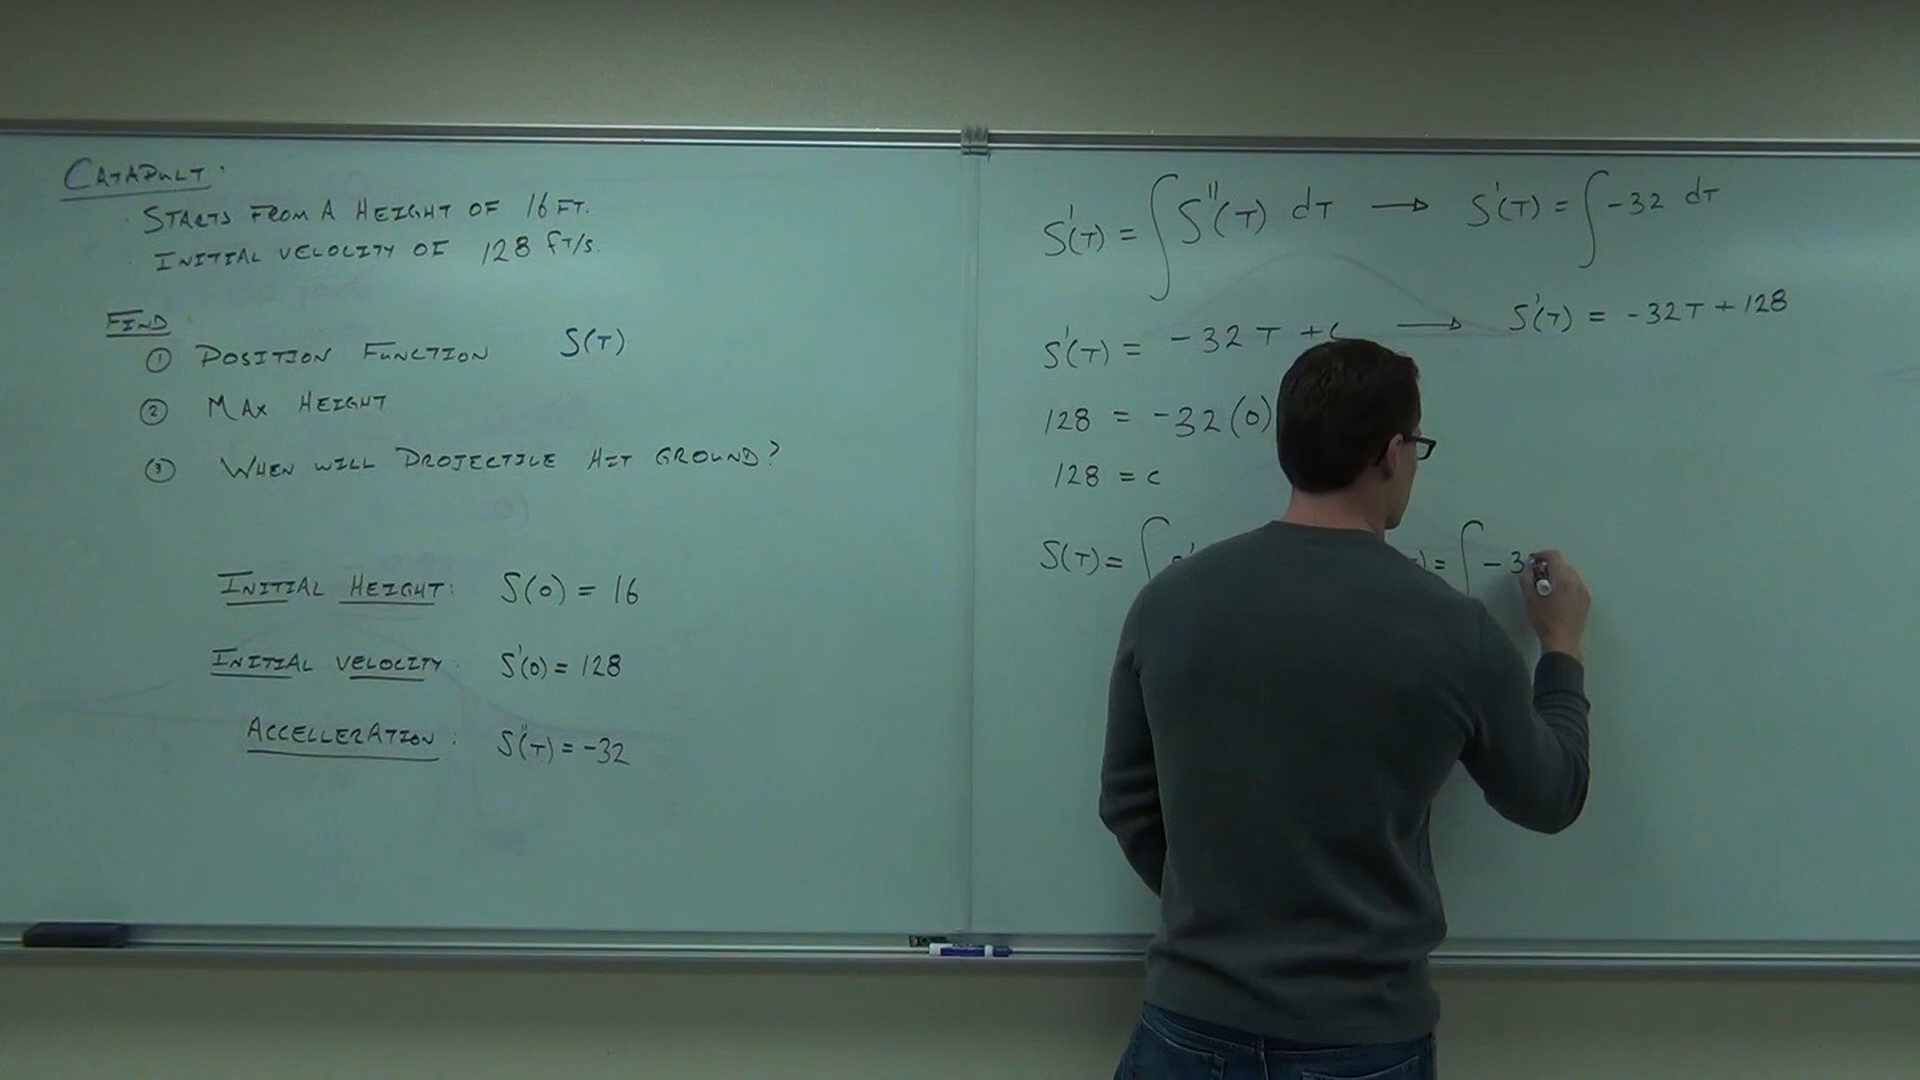 CATAPULT:
· STARTS FROM A HEIGHT OF 16 FT.
INITIAL VELOCITY OF 128 FT/S.
FIND
① POSITION FUNCTION S(T)
② MAX HEIGHT
③ WHEN WILL PROJECTILE HIT GROUND?
INITIAL HEIGHT: S(0) = 16
INITIAL VELOCITY: S'(0) = 128
ACCELLERATION: S''(T) = -32
S'(T) = ∫ S''(T) dT → S'(T) = ∫ -32 dT
S'(T) = -32T + C → S'(T) = -32T + 128
128 = -32(0)
128 = C
S(T) = ∫ = ∫ -3